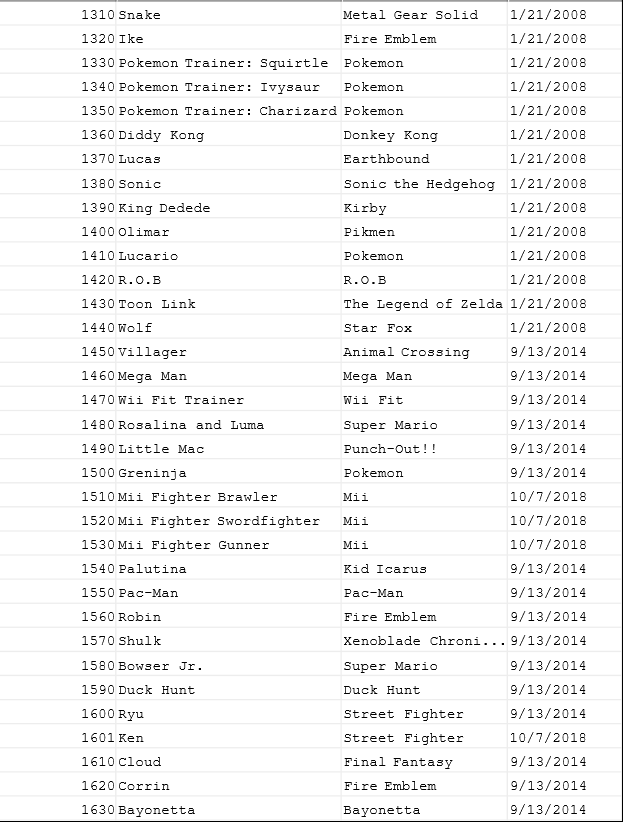 1310 Snake Metal Gear Solid 1/21/2008
1320 Ike Fire Emblem 1/21/2008
1330 Pokemon Trainer: Squirtle Pokemon 1/21/2008
1340 Pokemon Trainer: Ivysaur Pokemon 1/21/2008
1350 Pokemon Trainer: Charizard Pokemon 1/21/2008
1360 Diddy Kong Donkey Kong 1/21/2008
1370 Lucas Earthbound 1/21/2008
1380 Sonic Sonic the Hedgehog 1/21/2008
1390 King Dedede Kirby 1/21/2008
1400 Olimar Pikmen 1/21/2008
1410 Lucario Pokemon 1/21/2008
1420 R.O.B R.O.B 1/21/2008
1430 Toon Link The Legend of Zelda 1/21/2008
1440 Wolf Star Fox 1/21/2008
1450 Villager Animal Crossing 9/13/2014
1460 Mega Man Mega Man 9/13/2014
1470 Wii Fit Trainer Wii Fit 9/13/2014
1480 Rosalina and Luma Super Mario 9/13/2014
1490 Little Mac Punch-Out!! 9/13/2014
1500 Greninja Pokemon 9/13/2014
1510 Mii Fighter Brawler Mii 10/7/2018
1520 Mii Fighter Swordfighter Mii 10/7/2018
1530 Mii Fighter Gunner Mii 10/7/2018
1540 Palutina Kid Icarus 9/13/2014
1550 Pac-Man Pac-Man 9/13/2014
1560 Robin Fire Emblem 9/13/2014
1570 Shulk Xenoblade Chroni... 9/13/2014
1580 Bowser Jr. Super Mario 9/13/2014
1590 Duck Hunt Duck Hunt 9/13/2014
1600 Ryu Street Fighter 9/13/2014
1601 Ken Street Fighter 10/7/2018
1610 Cloud Final Fantasy 9/13/2014
1620 Corrin Fire Emblem 9/13/2014
1630 Bayonetta Bayonetta 9/13/2014